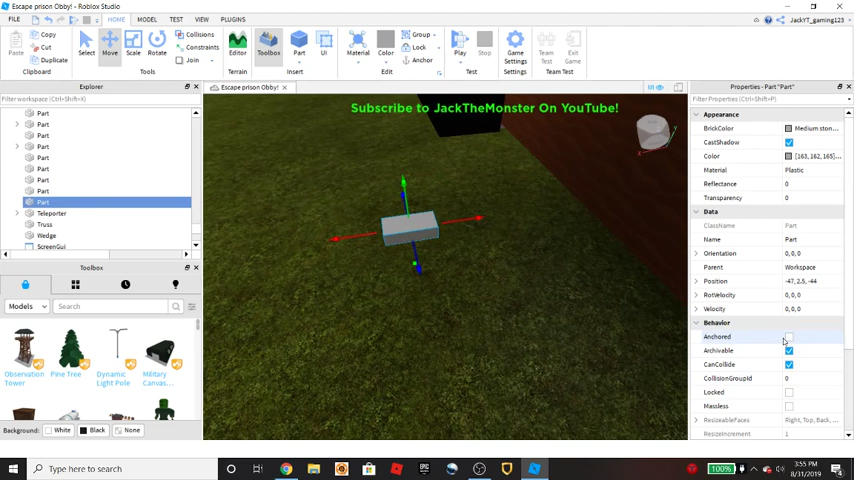 Escape prison Obby! - Roblox Studio
FILE
HOME
MODEL
TEST
VIEW
PLUGINS
JackYT_gaming123
Paste
Copy
Cut
Duplicate
Clipboard
Select
Move
Scale
Rotate
Collisions
Constraints
Join
Tools
Editor
Terrain
Toolbox
Part
UI
Insert
Material
Color
Group
Lock
Anchor
Edit
Play
Stop
Test
Game
Settings
Settings
Team
Test
Exit
Game
Team Test
Explorer
Filter workspace (Ctrl+Shift+X)
Part
Part
Part
Part
Part
Part
Part
Part
Part
Teleporter
Truss
Wedge
ScreenGui
Toolbox
Models
Search
Observation
Tower
Pine Tree
Dynamic
Light Pole
Military
Canvas...
Background:
White
Black
None
Escape prison Obby!
Subscribe to JackTheMonster On YouTube!
Properties - Part "Part"
Filter Properties (Ctrl+Shift+P)
Appearance
BrickColor Medium ston...
CastShadow
Color [163, 162, 165]...
Material Plastic
Reflectance 0
Transparency 0
Data
ClassName Part
Name Part
Orientation 0, 0, 0
Parent Workspace
Position -47, 2.5, -44
RotVelocity 0, 0, 0
Velocity 0, 0, 0
Behavior
Anchored
Archivable
CanCollide
CollisionGroupId 0
Locked
Massless
ResizeableFaces Right, Top, Back, ...
ResizeIncrement 1
Type here to search
EPIC
100%
3:55 PM
8/31/2019